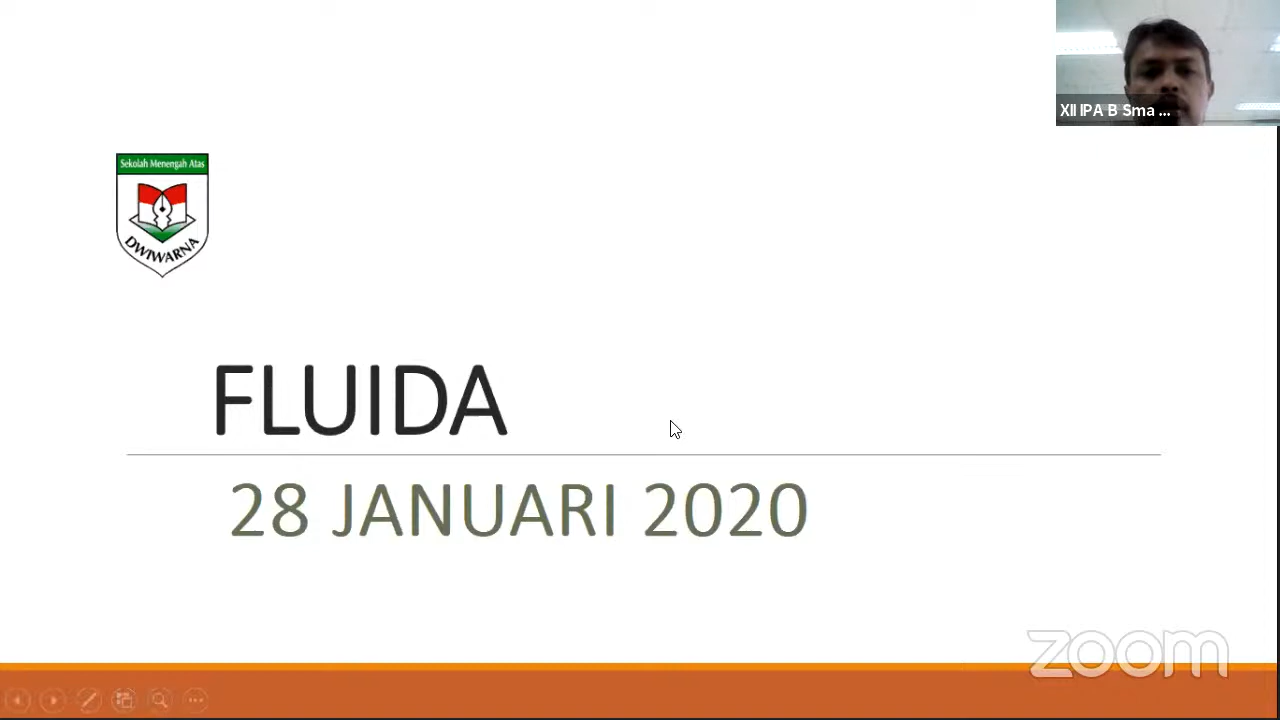 XII IPA B Sma ...
Sekolah Menengah Atas
DWIWARNA
FLUIDA
28 JANUARI 2020
zoom